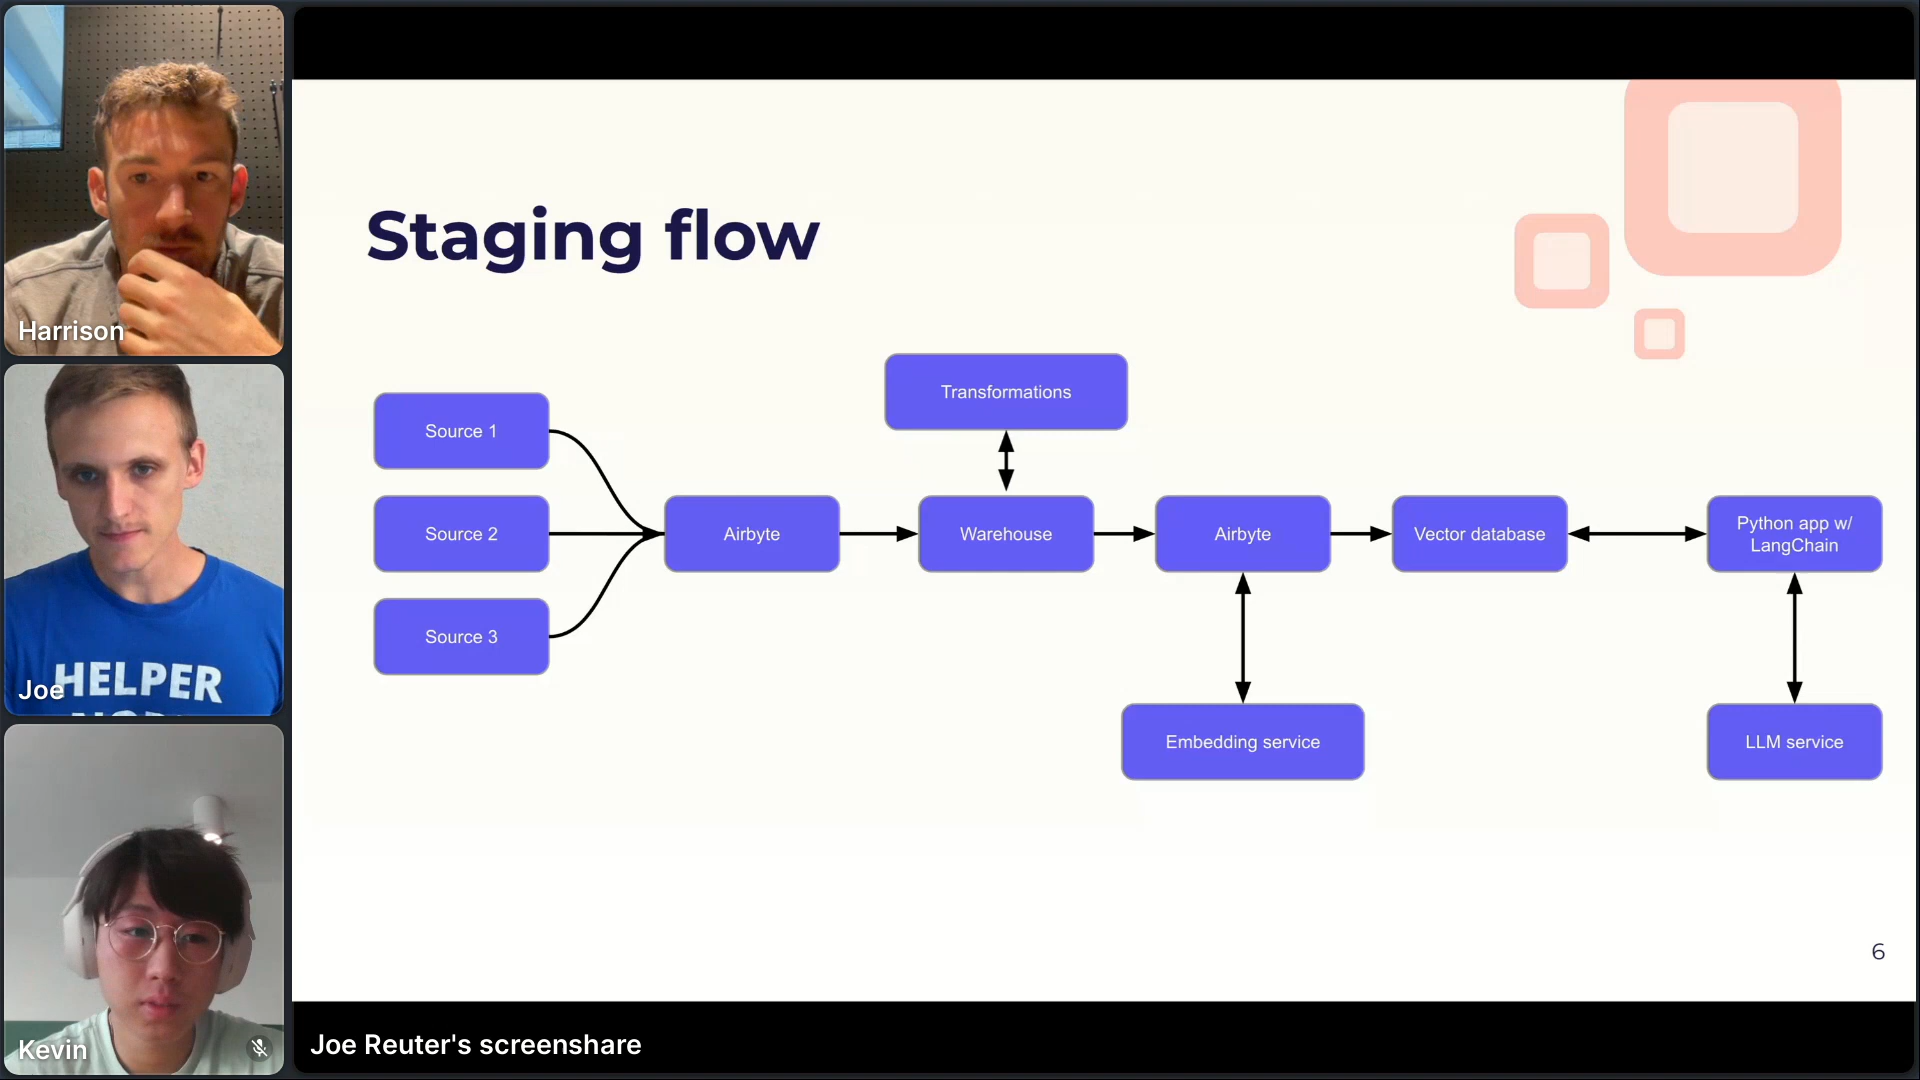 Harrison
Joe
HELPER
Kevin
Staging flow
Transformations
Source 1
Source 2
Source 3
Airbyte
Warehouse
Airbyte
Vector database
Python app w/
LangChain
Embedding service
LLM service
6
Joe Reuter's screenshare